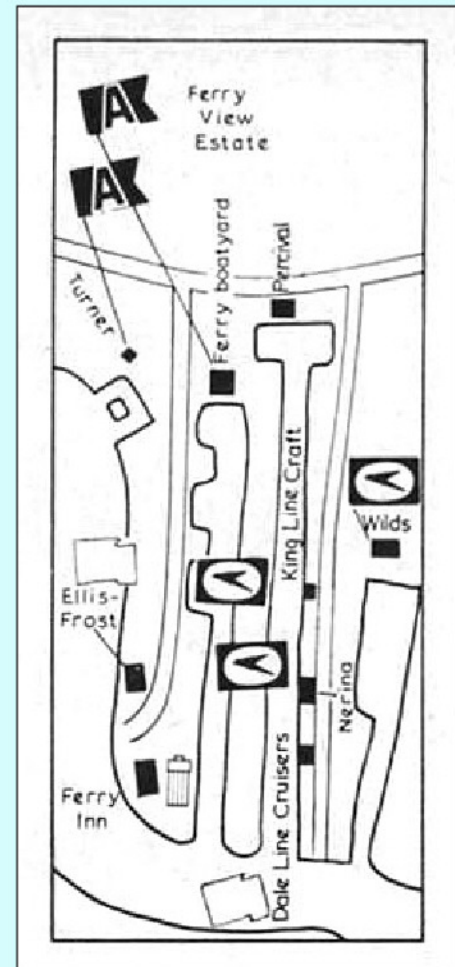 A
Ferry
View
Estate
A
Turner
Ferry boatyard
Percival
King Line Craft
Wilds
Ellis-
Frost
Nerina
Ferry
Inn
Dale Line Cruisers